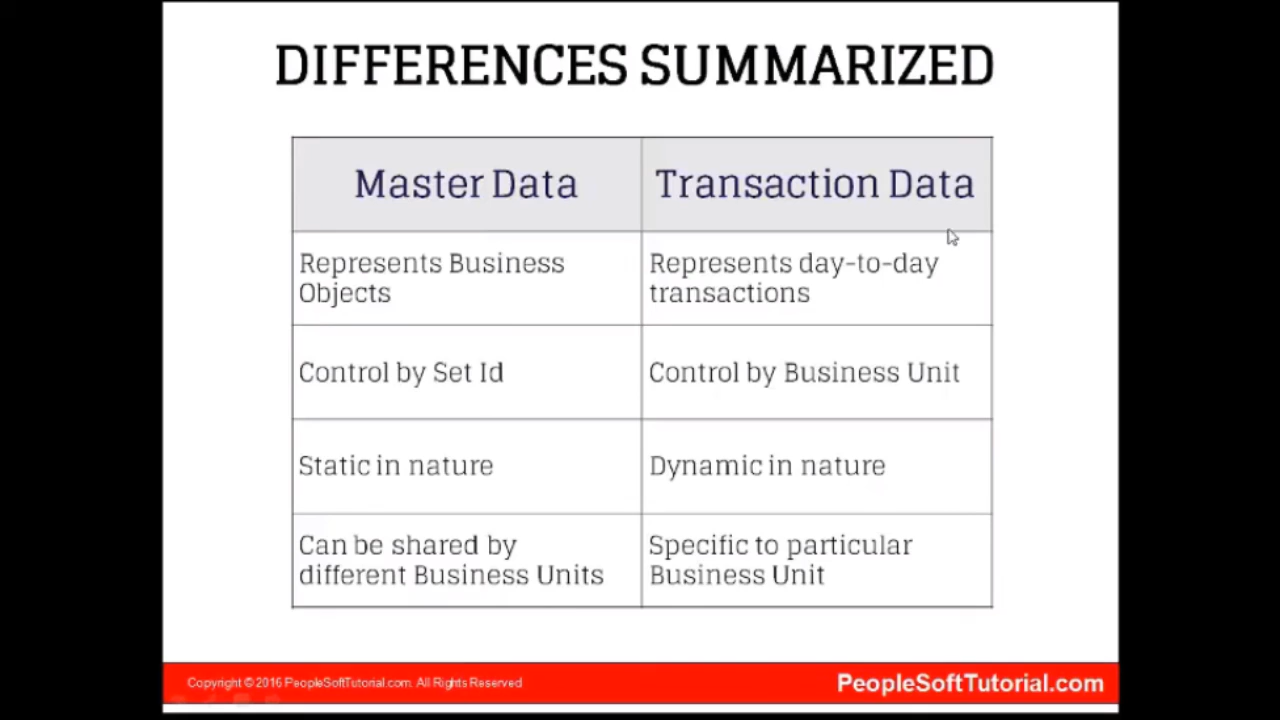 DIFFERENCES SUMMARIZED
Master Data
Transaction Data
Represents Business
Objects
Represents day-to-day
transactions
Control by Set Id
Control by Business Unit
Static in nature
Dynamic in nature
Can be shared by
different Business Units
Specific to particular
Business Unit
Copyright © 2016 PeopleSoftTutorial.com. All Rights Reserved
PeopleSoftTutorial.com